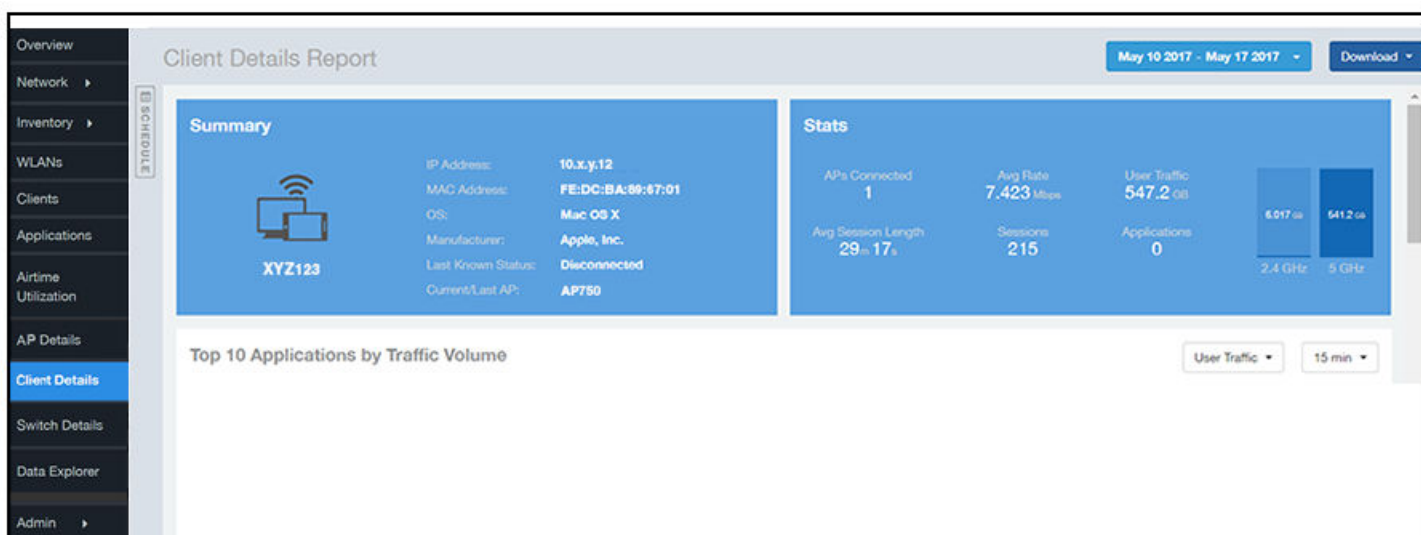 Overview
Network
Inventory
WLANs
Clients
Applications
Airtime
Utilization
AP Details
Client Details
Switch Details
Data Explorer
Admin
SCHEDULE
Client Details Report
May 10 2017 - May 17 2017
Download
Summary
XYZ123
IP Address: 10.x.y.12
MAC Address: FE:DC:BA:89:67:01
OS: Mac OS X
Manufacturer: Apple, Inc.
Last Known Status: Disconnected
Current/Last AP: AP750
Stats
APs Connected
1
Avg Rate
7.423 Mbps
User Traffic
547.2 GB
Avg Session Length
29m 17s
Sessions
215
Applications
0
6.017 GB
541.2 GB
2.4 GHz
5 GHz
Top 10 Applications by Traffic Volume
User Traffic
15 min